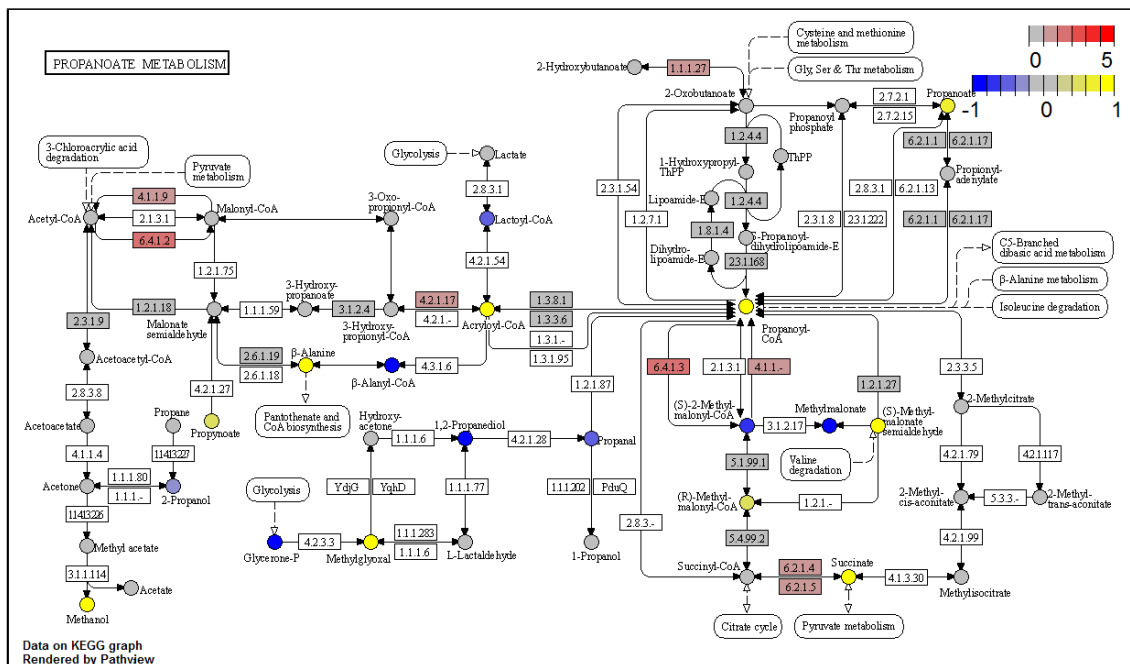 PROPANOATE METABOLISM
Cysteine and methionine
metabolism
Gly, Ser & Thr metabolism
0
5
-1
0
1
2-Hydroxybutanoate
1.1.1.27
2-Oxobutanoate
Propanoyl
phosphate
2.7.2.1
2.7.2.15
Propanoate
3-Chloroacrylic acid
degradation
Pyruvate
metabolism
Glycolysis
Lactate
1.2.4.4
ThPP
6.2.1.1
6.2.1.17
1-Hydroxypropyl-
ThPP
Propionyl-
adenylate
2.8.3.1
2.3.1.54
2.8.3.1
6.2.1.13
4.1.1.9
Acetyl-CoA
2.1.3.1
Malonyl-CoA
6.4.1.2
3-Oxo-
propionyl-CoA
Lactoyl-CoA
Lipoamide-E
1.2.4.4
1.2.7.1
2.3.1.8
2.3.1.222
6.2.1.1
6.2.1.17
1.8.1.4
S-Propanoyl-
dihydrolipoamide-E
Dihydro-
lipoamide-E
2.3.1.168
C5-Branched
dibasic acid metabolism
β-Alanine metabolism
Isoleucine degradation
1.2.1.75
4.2.1.54
3-Hydroxy-
propanoate
1.2.1.18
Malonate
semialdehyde
1.1.1.59
3.1.2.4
3-Hydroxy-
propionyl-CoA
4.2.1.17
4.2.1.-
Acryloyl-CoA
1.3.8.1
1.3.3.6
1.3.1.-
1.3.1.95
Propanoyl-
CoA
2.3.1.9
Acetoacetyl-CoA
2.6.1.19
2.6.1.18
β-Alanine
β-Alanyl-CoA
4.3.1.6
1.2.1.87
6.4.1.3
2.1.3.1
4.1.1.-
1.2.1.27
2.3.3.5
2.8.3.8
4.2.1.27
Pantothenate and
CoA biosynthesis
Propynoate
Propane
Acetoacetate
Hydroxy-
acetone
1.1.1.6
1,2-Propanediol
4.2.1.28
Propanal
(S)-2-Methyl-
malonyl-CoA
3.1.2.17
Methylmalonate
(S)-Methyl-
malonate
semialdehyde
2-Methylcitrate
4.1.1.4
1.14.13.227
Valine
degradation
5.1.99.1
4.2.1.79
4.2.1.117
Acetone
1.1.1.80
1.1.1.-
2-Propanol
Glycolysis
YdjG
YqhD
1.1.1.77
1.1.1.202
PduQ
(R)-Methyl-
malonyl-CoA
1.2.1.-
2-Methyl-
cis-aconitate
5.3.3.-
2-Methyl-
trans-aconitate
1.14.13.226
2.8.3.-
Methyl acetate
Glycerone-P
4.2.3.3
Methylglyoxal
1.1.1.283
1.1.1.6
L-Lactaldehyde
1-Propanol
5.4.99.2
4.2.1.99
3.1.1.114
Acetate
Succinyl-CoA
6.2.1.4
6.2.1.5
Succinate
4.1.3.30
Methylisocitrate
Methanol
Citrate cycle
Pyruvate metabolism
Data on KEGG graph
Rendered by Pathview